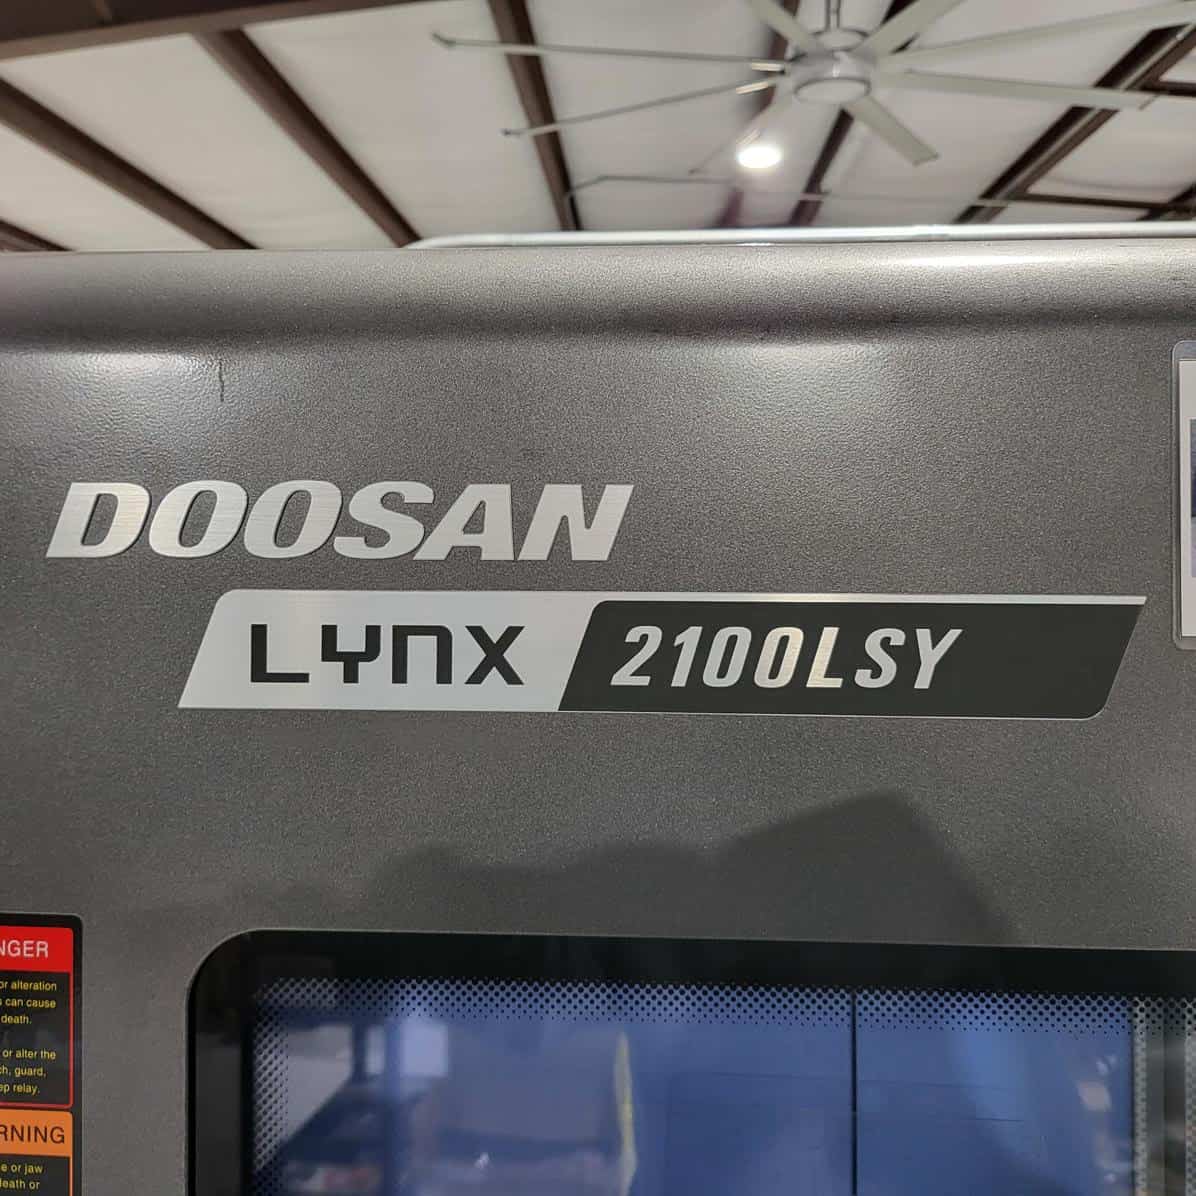 DOOSAN
LYNX 2100LSY
NGER
or alteration
s can cause
death.
or alter the
ch, guard,
ep relay.
RNING
e or jaw
death or